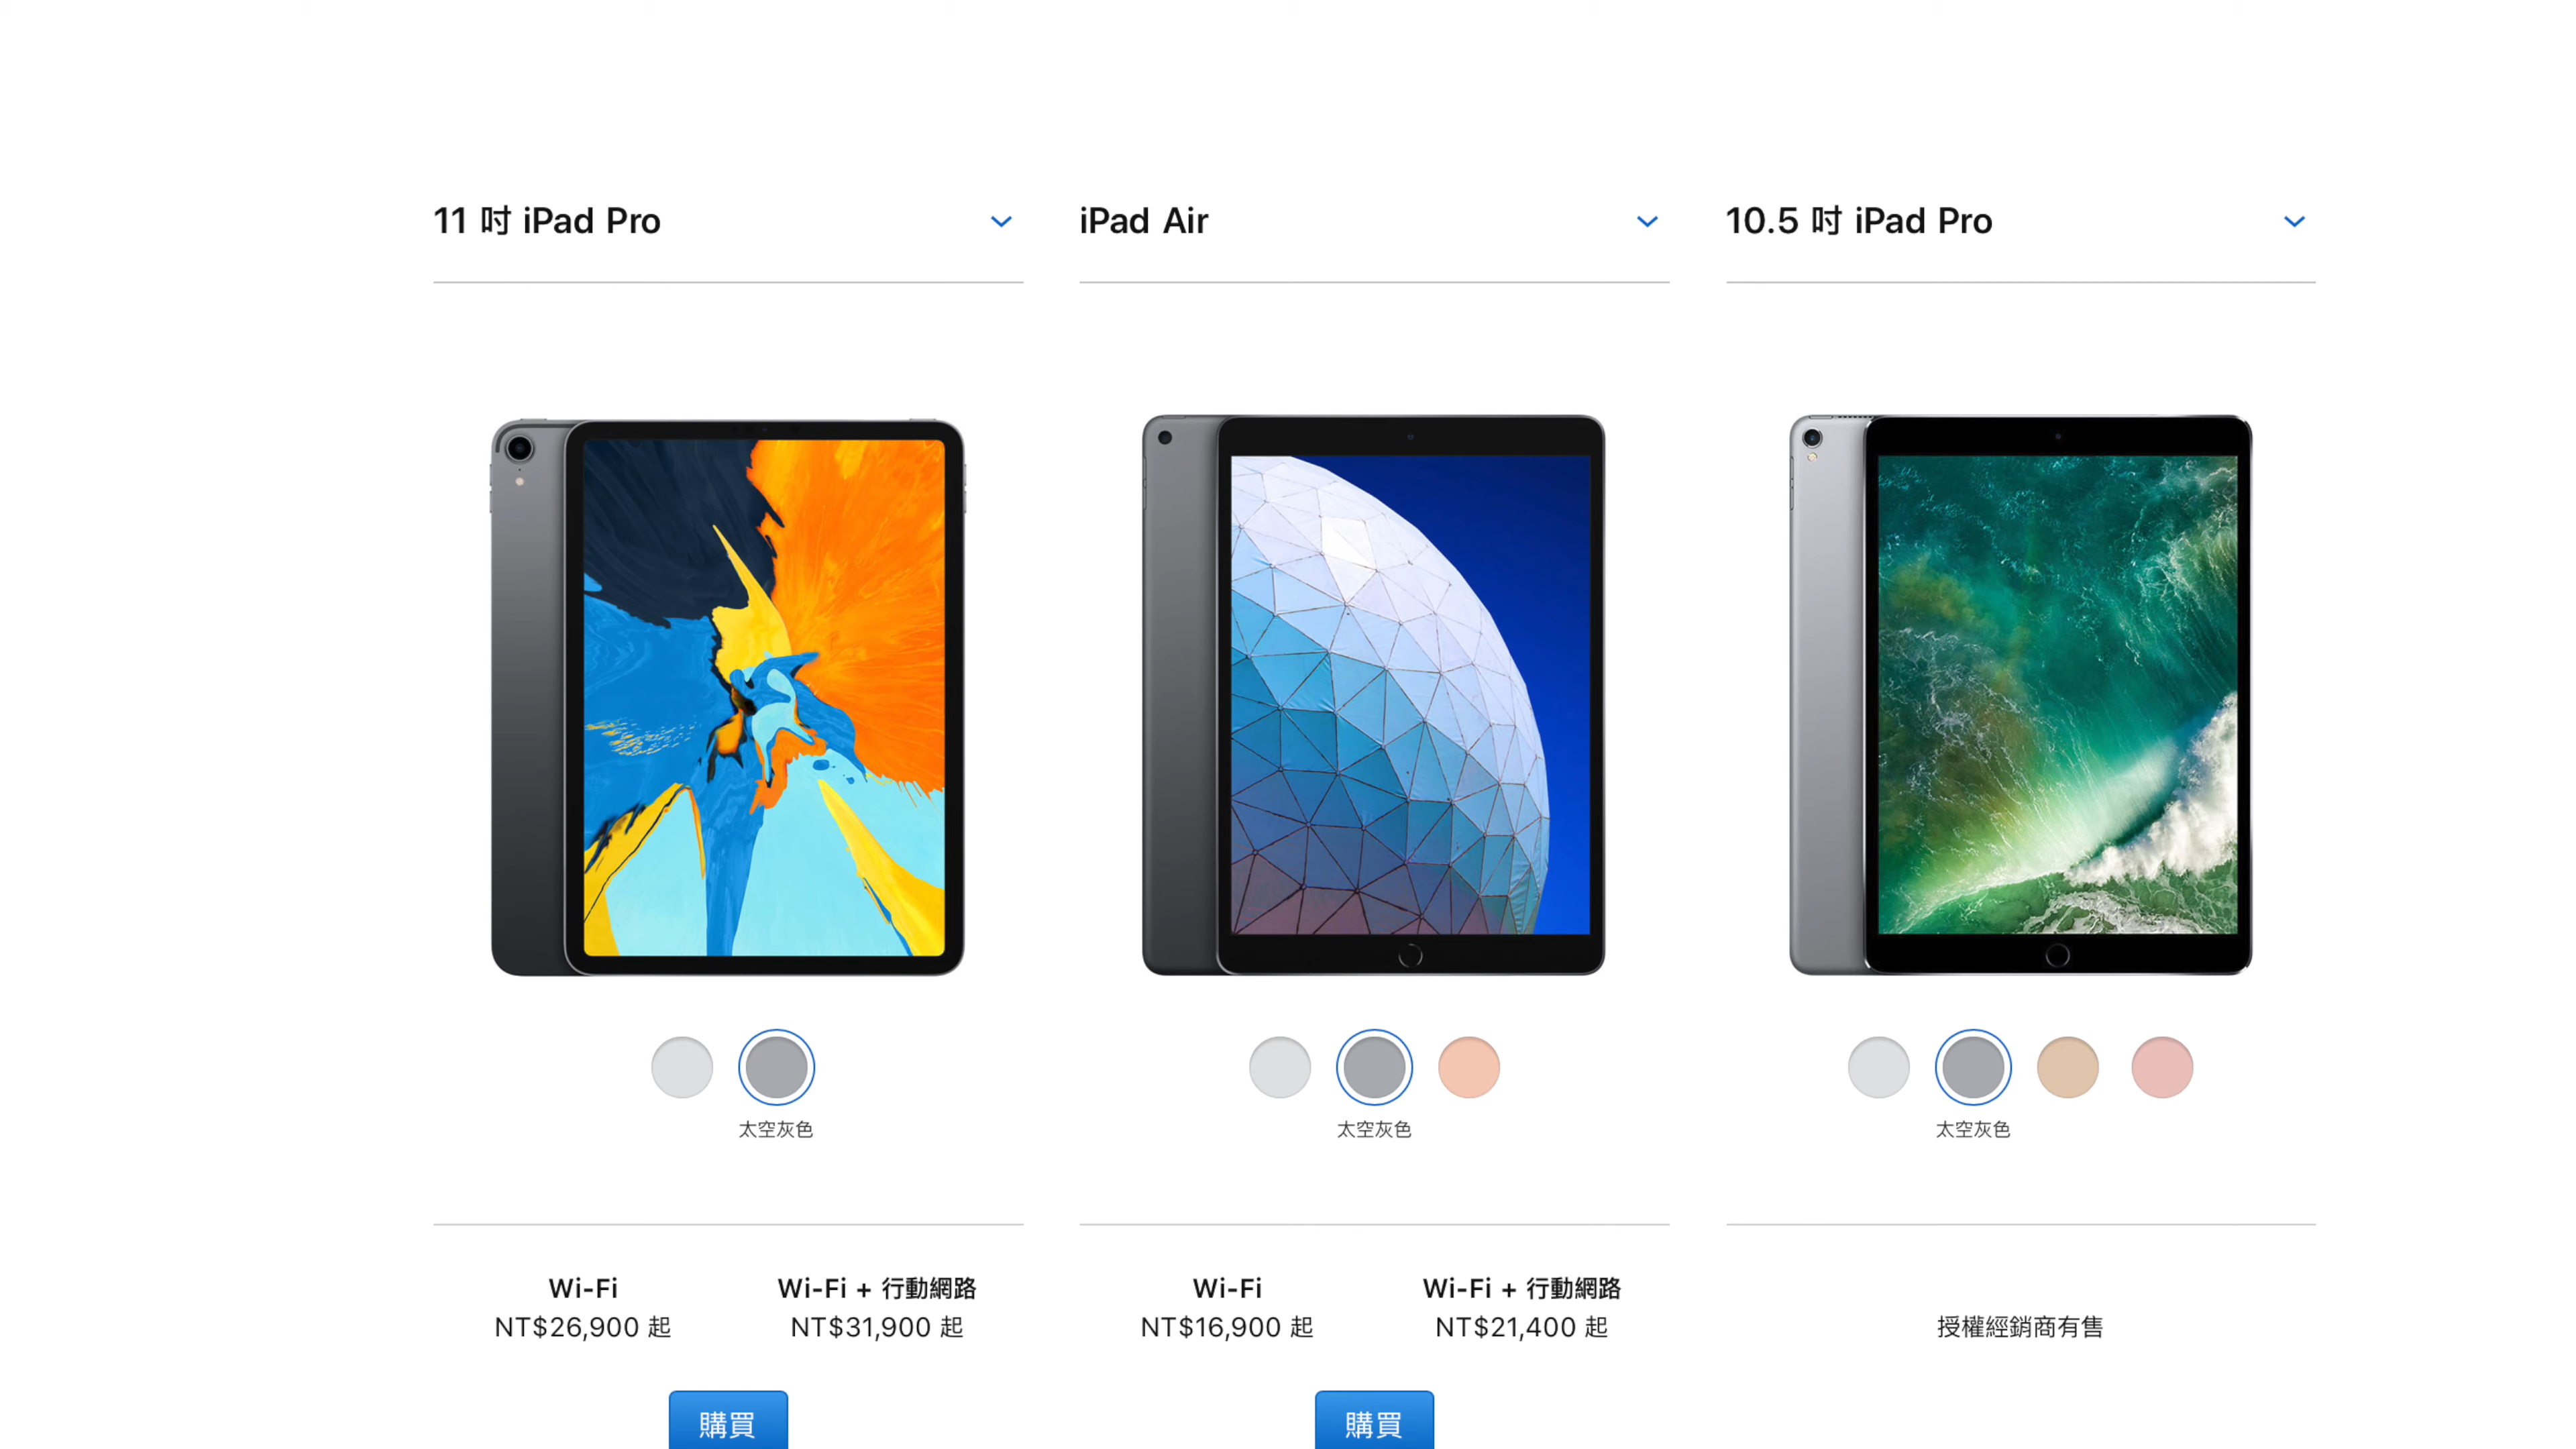 11 吋 iPad Pro
iPad Air
10.5 吋 iPad Pro
太空灰色
太空灰色
太空灰色
Wi-Fi
NT$26,900 起
Wi-Fi + 行動網路
NT$31,900 起
Wi-Fi
NT$16,900 起
Wi-Fi + 行動網路
NT$21,400 起
授權經銷商有售
購買
購買